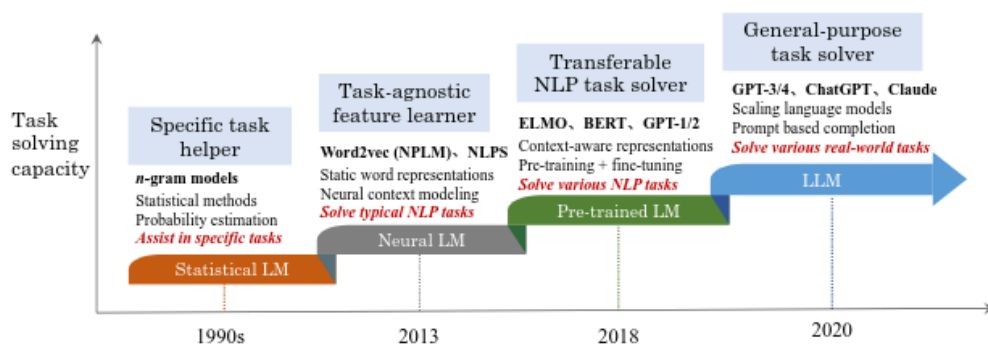 Task
solving
capacity
Specific task
helper
n-gram models
Statistical methods
Probability estimation
Assist in specific tasks
Statistical LM
1990s
Task-agnostic
feature learner
Word2vec (NPLM)、NLPS
Static word representations
Neural context modeling
Solve typical NLP tasks
Neural LM
2013
Transferable
NLP task solver
ELMO、BERT、GPT-1/2
Context-aware representations
Pre-training + fine-tuning
Solve various NLP tasks
Pre-trained LM
2018
General-purpose
task solver
GPT-3/4、ChatGPT、Claude
Scaling language models
Prompt based completion
Solve various real-world tasks
LLM
2020